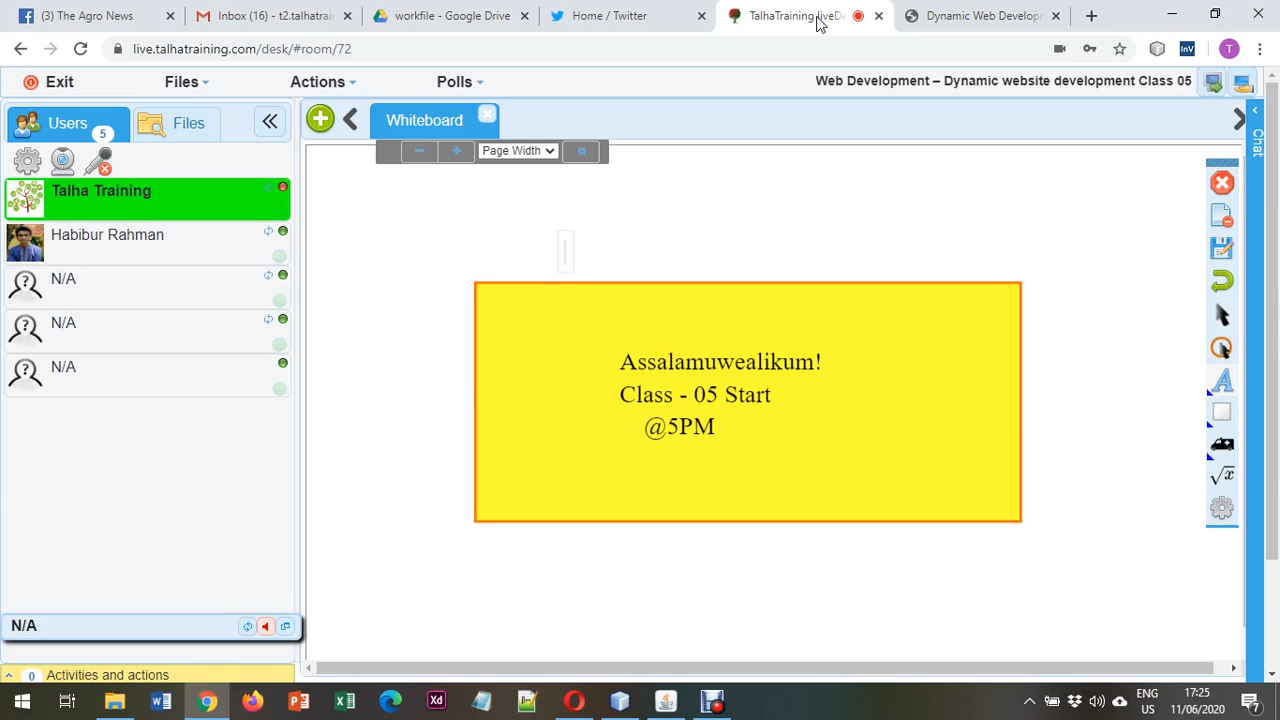 (3) The Agro News
Inbox (16) - t2.talhatrai
workfile - Google Drive
Home / Twitter
TalhaTraining liveDe
Dynamic Web Develop
live.talhatraining.com/desk/#room/72
InV
T
Exit
Files
Actions
Polls
Web Development – Dynamic website development Class 05
Users
5
Files
Whiteboard
Chat
Page Width
Talha Training
Habibur Rahman
N/A
N/A
N/A
Assalamuwealikum!
Class - 05 Start
@5PM
A
√x
N/A
0 Activities and actions
Xd
ENG
US
17:25
11/06/2020
7